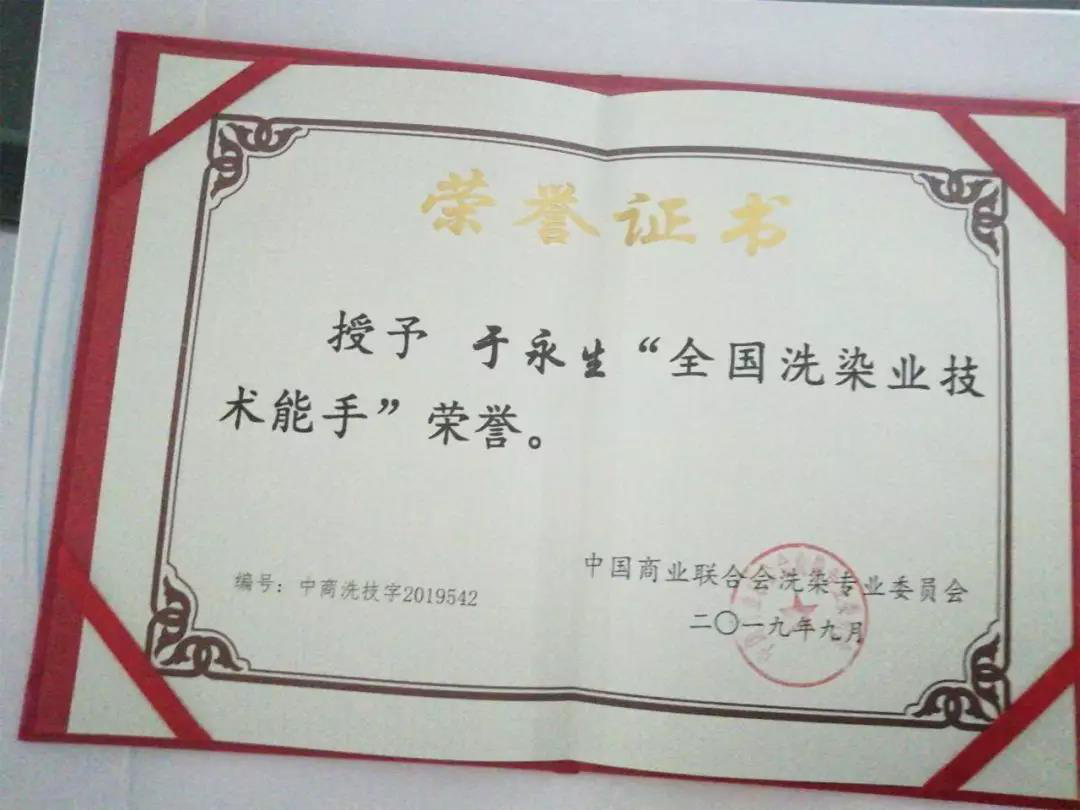 荣誉证书
授予 于永生“全国洗染业技
术能手”荣誉。
编号：中商洗技字2019542
中国商业联合会洗染专业委员会
二〇一九年九月